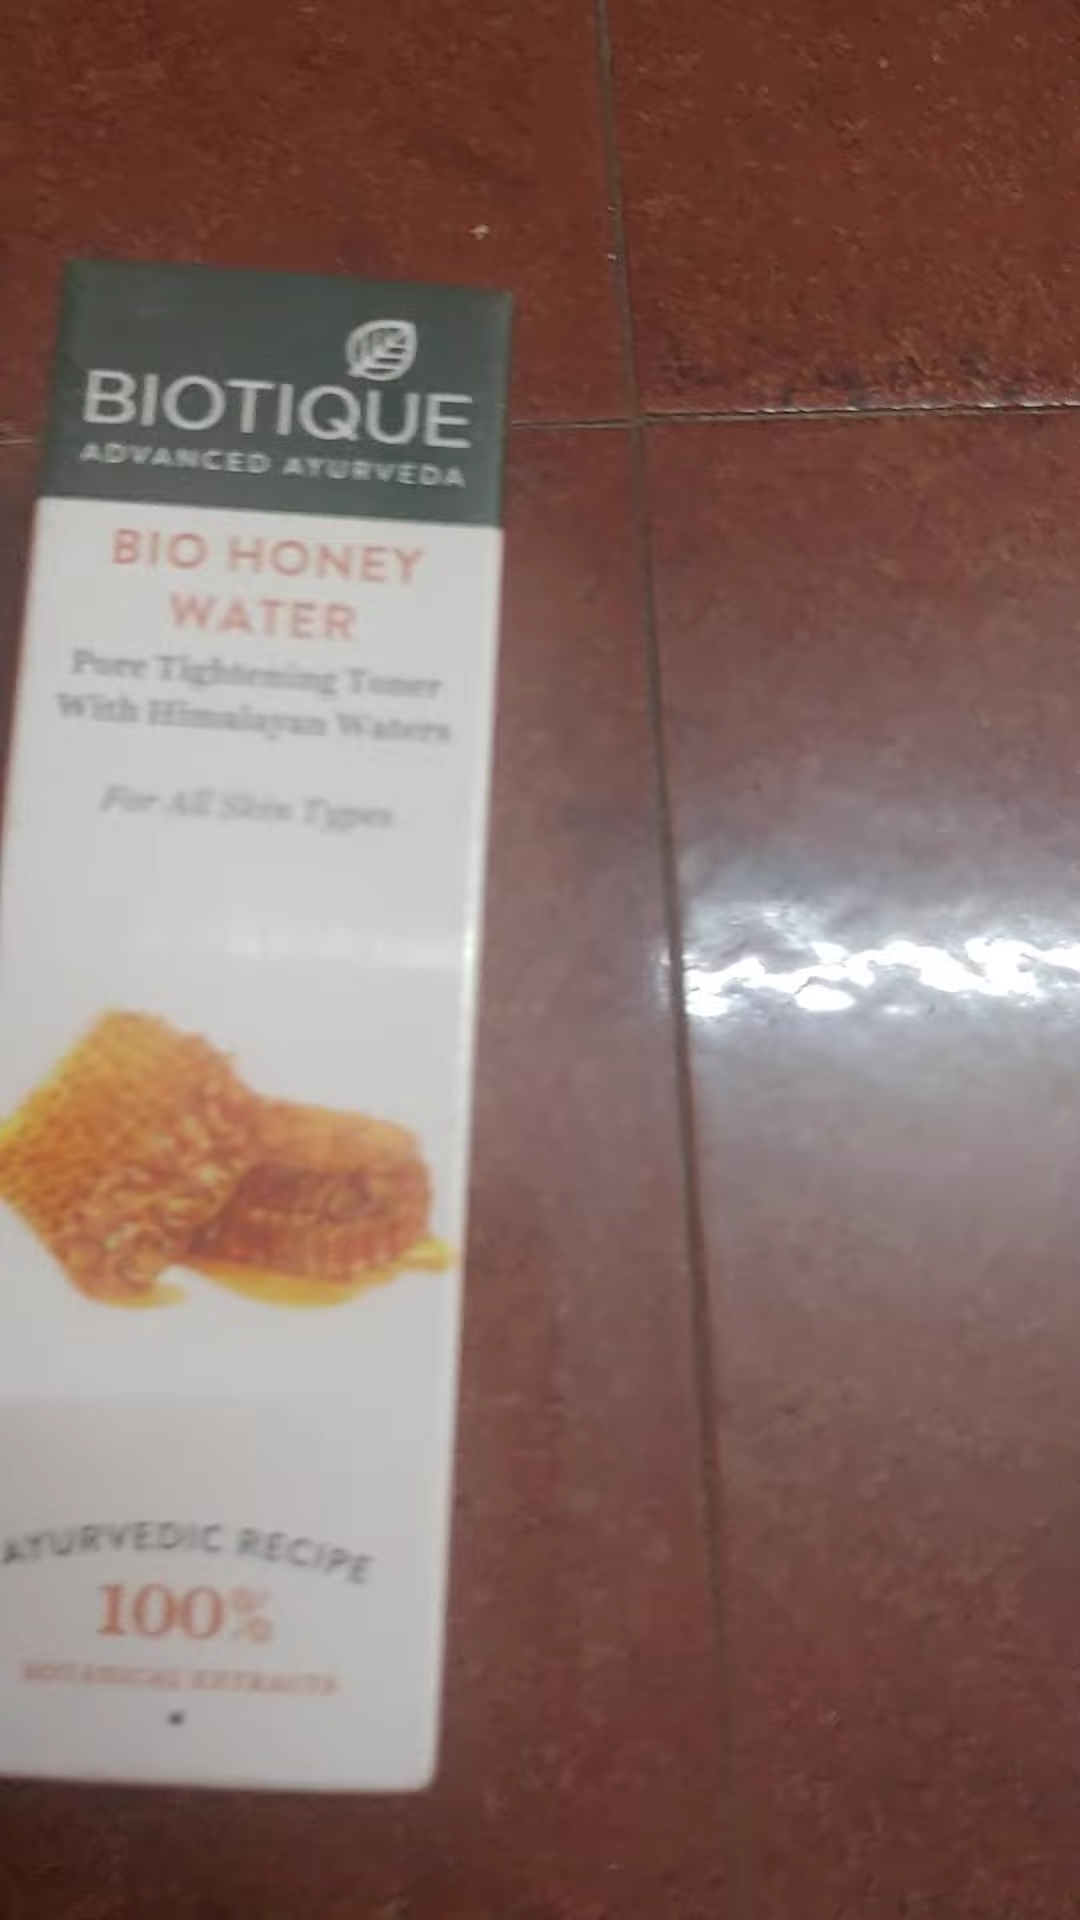 BIOTIQUE
ADVANCED AYURVEDA
BIO HONEY
WATER
Pore Tightening Toner
With Himalayan Waters
For All Skin Types
AYURVEDIC RECIPE
100%
BOTANICAL EXTRACTS